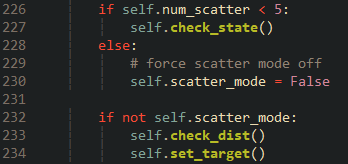 226 if self.num_scatter < 5:
227 self.check_state()
228 else:
229 # force scatter mode off
230 self.scatter_mode = False
231
232 if not self.scatter_mode:
233 self.check_dist()
234 self.set_target()